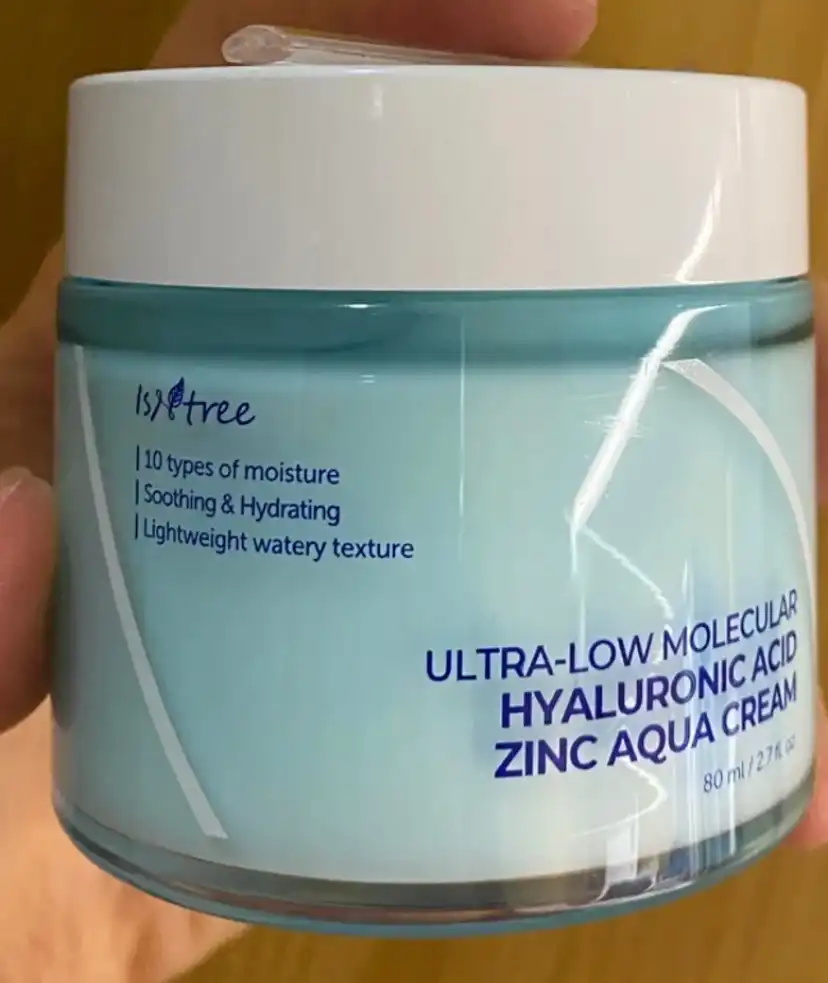 Isntree
10 types of moisture
Soothing & Hydrating
Lightweight watery texture
ULTRA-LOW MOLECULAR
HYALURONIC ACID
ZINC AQUA CREAM
80 ml / 2.7 fl. oz